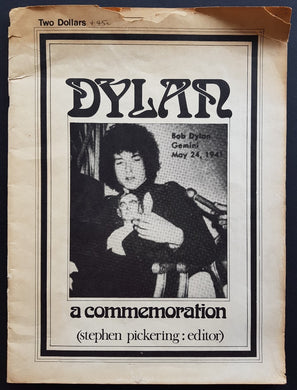 Two Dollars
DYLAN
Bob Dylan
Gemini
May 24, 1941
a commemoration
(stephen pickering: editor)